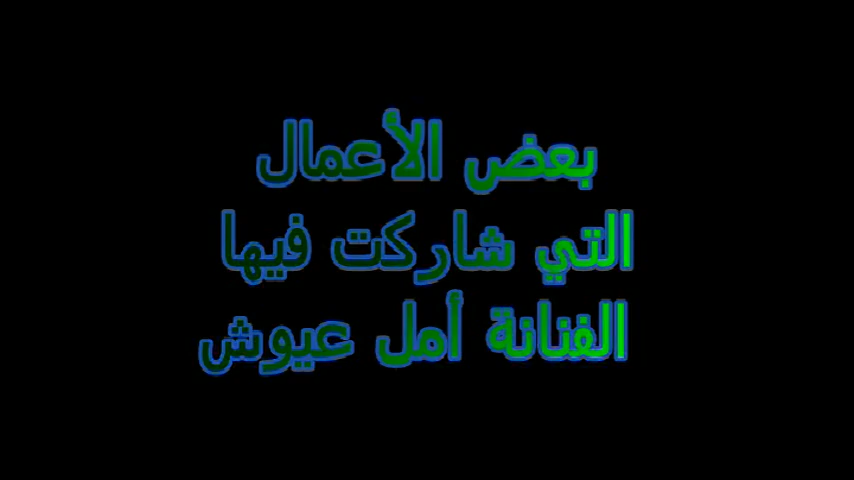 بعض الأعمال
التي شاركت فيها
الفنانة أمل عيوش